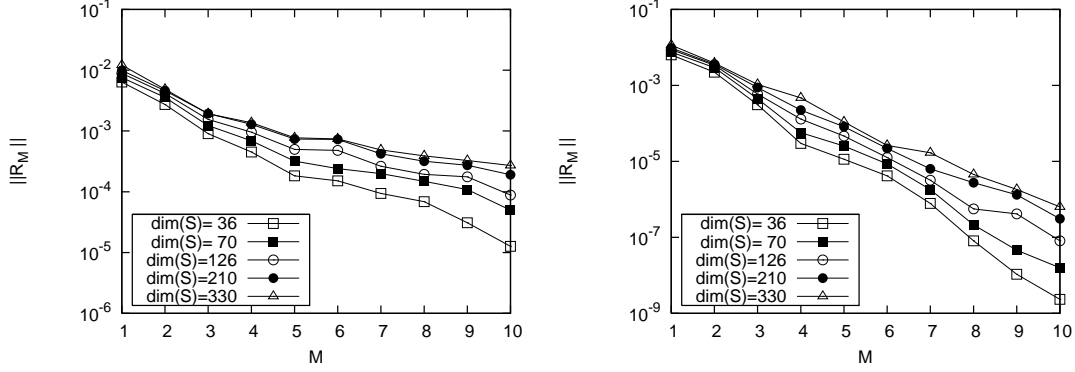 10^-1
10^-2
10^-3
10^-4
10^-5
10^-6
||R_M ||
dim(S)= 36
dim(S)= 70
dim(S)=126
dim(S)=210
dim(S)=330
1 2 3 4 5 6 7 8 9 10
M
10^-1
10^-3
10^-5
10^-7
10^-9
||R_M ||
dim(S)= 36
dim(S)= 70
dim(S)=126
dim(S)=210
dim(S)=330
1 2 3 4 5 6 7 8 9 10
M